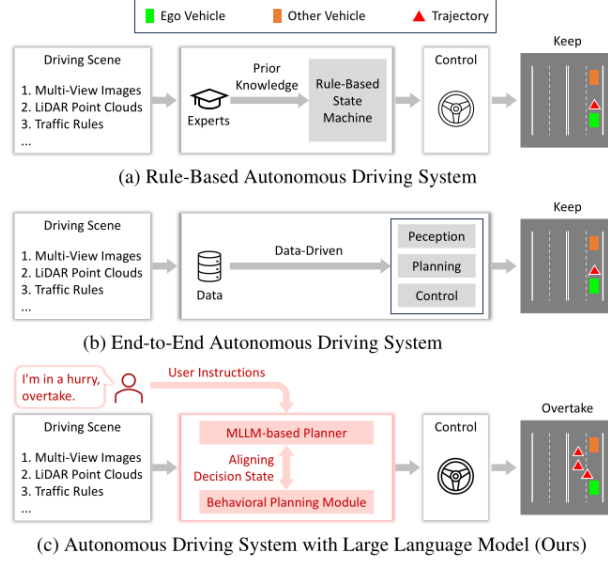 Ego Vehicle Other Vehicle Trajectory
Driving Scene
1. Multi-View Images
2. LiDAR Point Clouds
3. Traffic Rules
...
Experts
Prior
Knowledge
Rule-Based
State
Machine
Control
Keep
(a) Rule-Based Autonomous Driving System
Driving Scene
1. Multi-View Images
2. LiDAR Point Clouds
3. Traffic Rules
...
Data
Data-Driven
Peception
Planning
Control
Keep
(b) End-to-End Autonomous Driving System
I'm in a hurry,
overtake.
User Instructions
Driving Scene
1. Multi-View Images
2. LiDAR Point Clouds
3. Traffic Rules
...
MLLM-based Planner
Aligning
Decision State
Behavioral Planning Module
Control
Overtake
(c) Autonomous Driving System with Large Language Model (Ours)